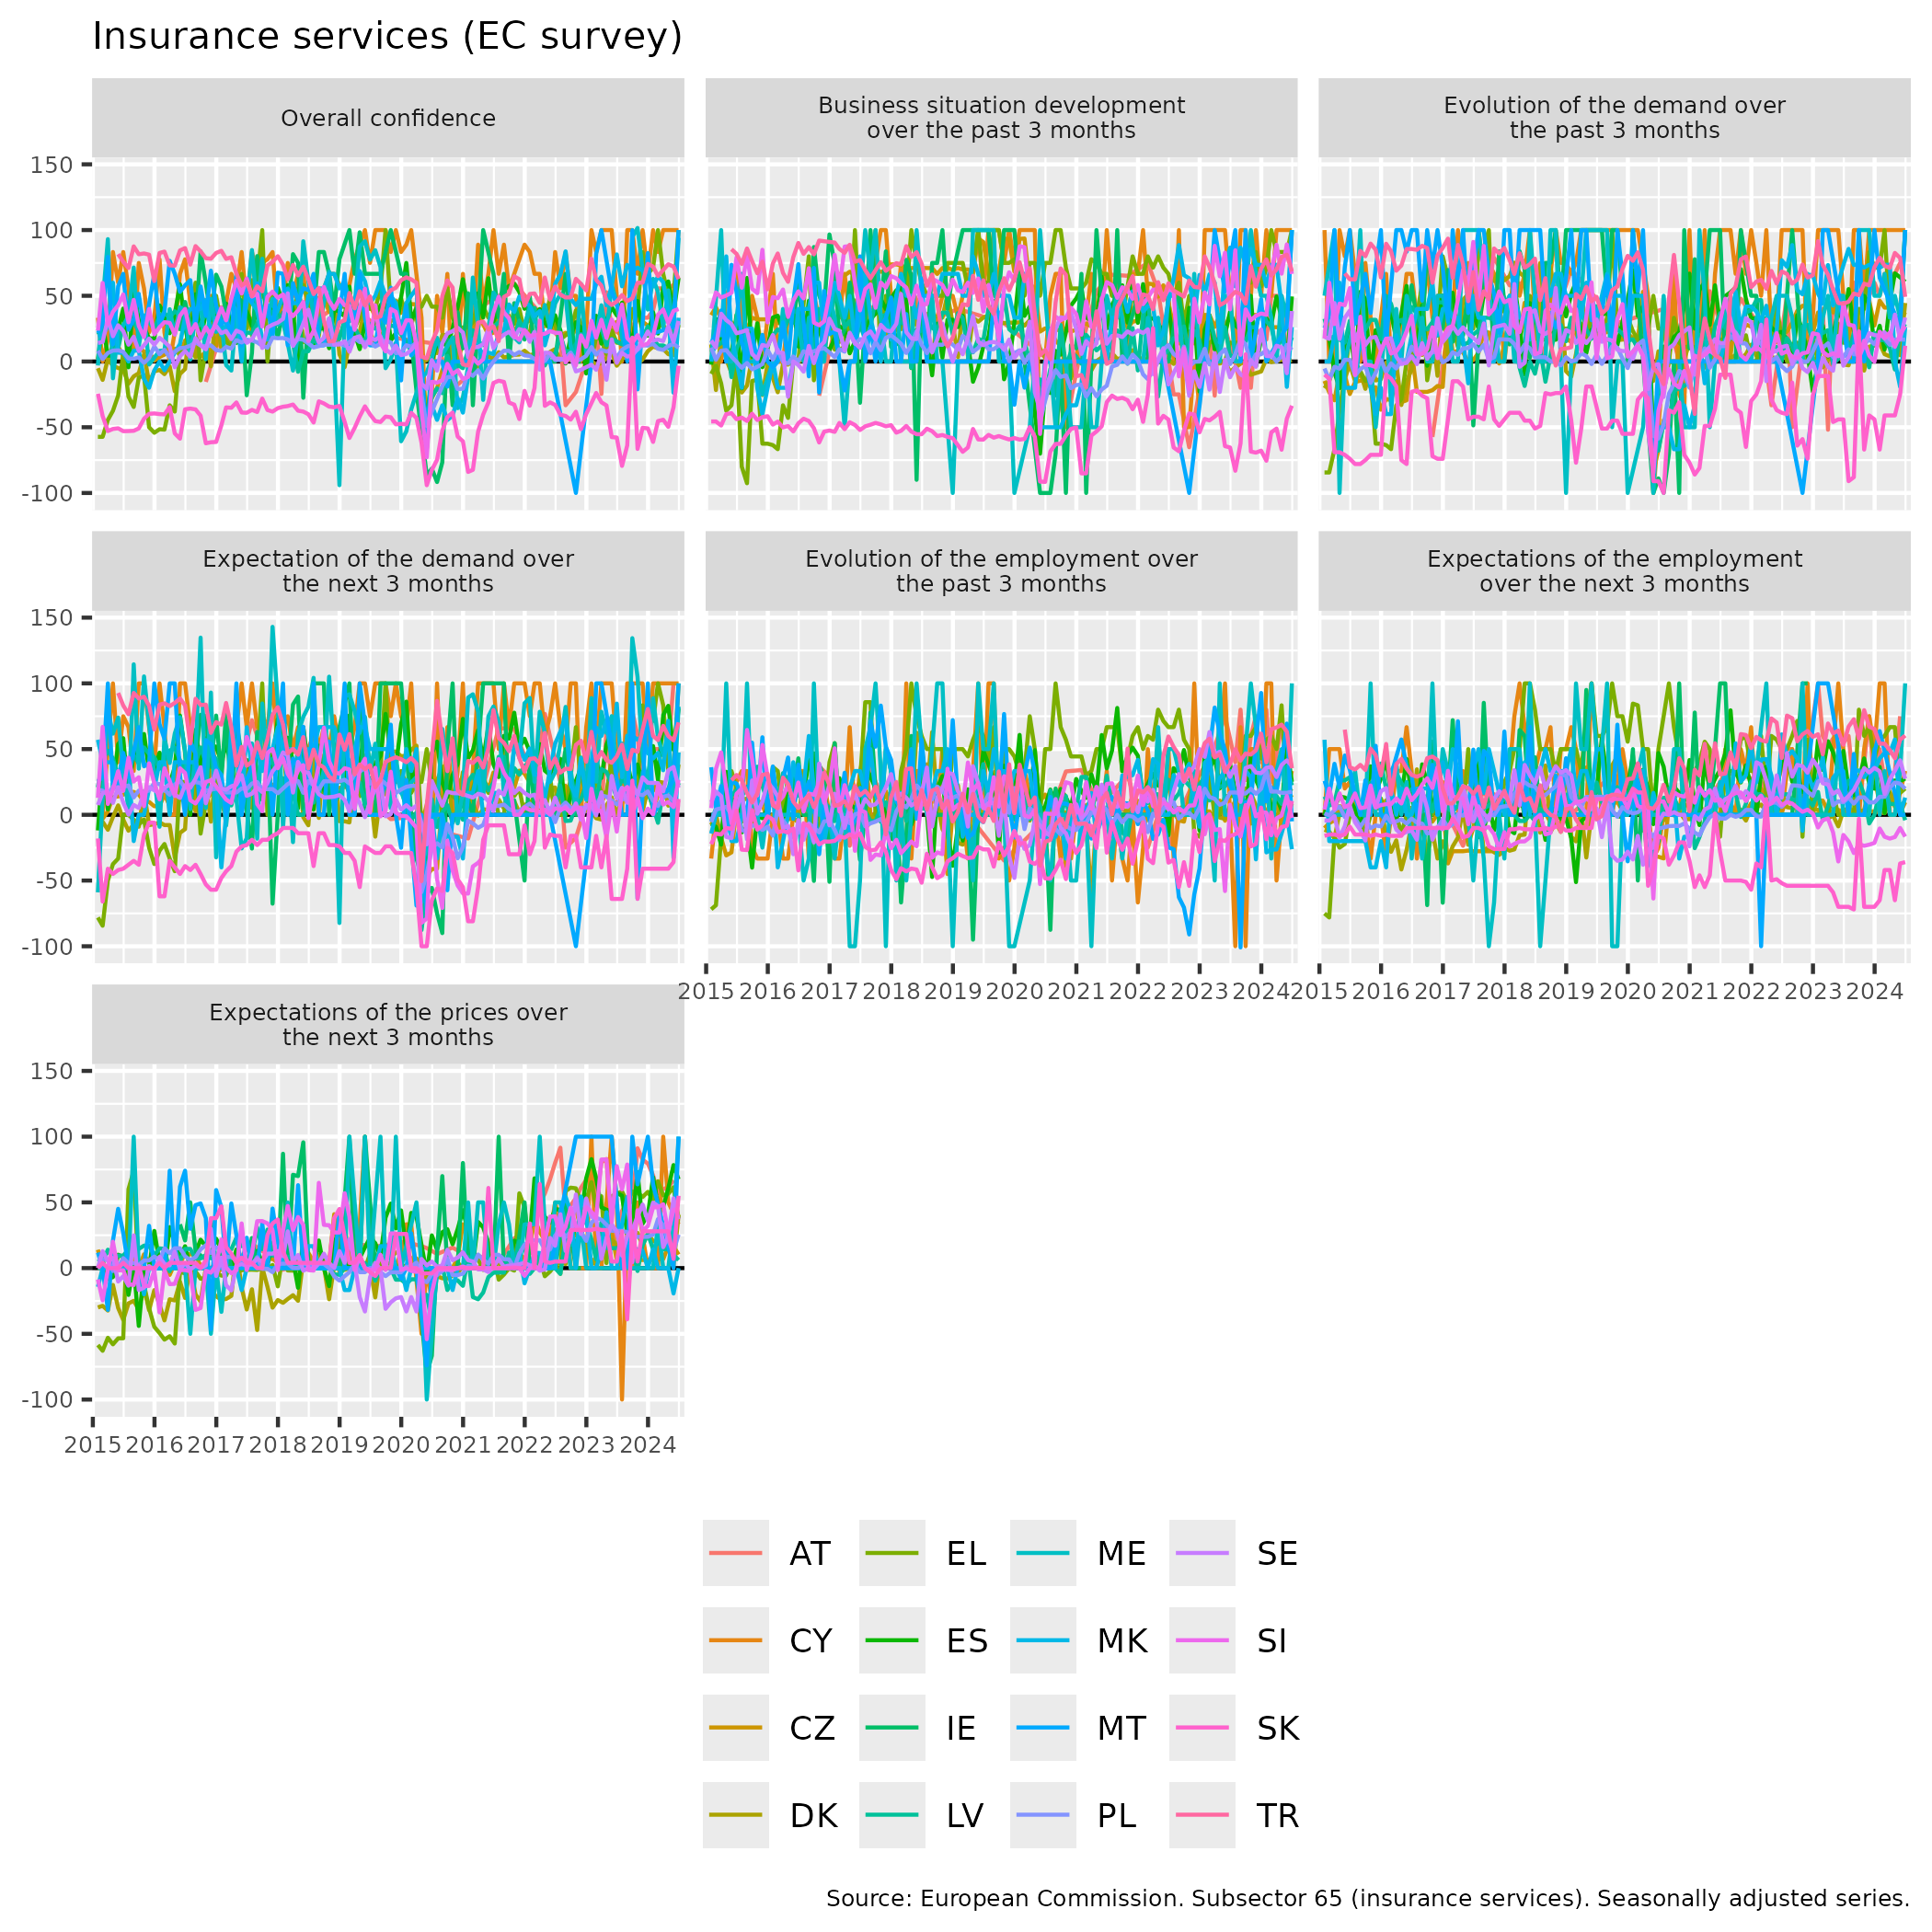 Insurance services (EC survey)
Overall confidence
Business situation development
over the past 3 months
Evolution of the demand over
the past 3 months
150
100
50
0
-50
-100
Expectation of the demand over
the next 3 months
Evolution of the employment over
the past 3 months
Expectations of the employment
over the next 3 months
150
100
50
0
-50
-100
2015 2016 2017 2018 2019 2020 2021 2022 2023 2024
2015 2016 2017 2018 2019 2020 2021 2022 2023 2024
Expectations of the prices over
the next 3 months
150
100
50
0
-50
-100
2015 2016 2017 2018 2019 2020 2021 2022 2023 2024
AT EL ME SE
CY ES MK SI
CZ IE MT SK
DK LV PL TR
Source: European Commission. Subsector 65 (insurance services). Seasonally adjusted series.